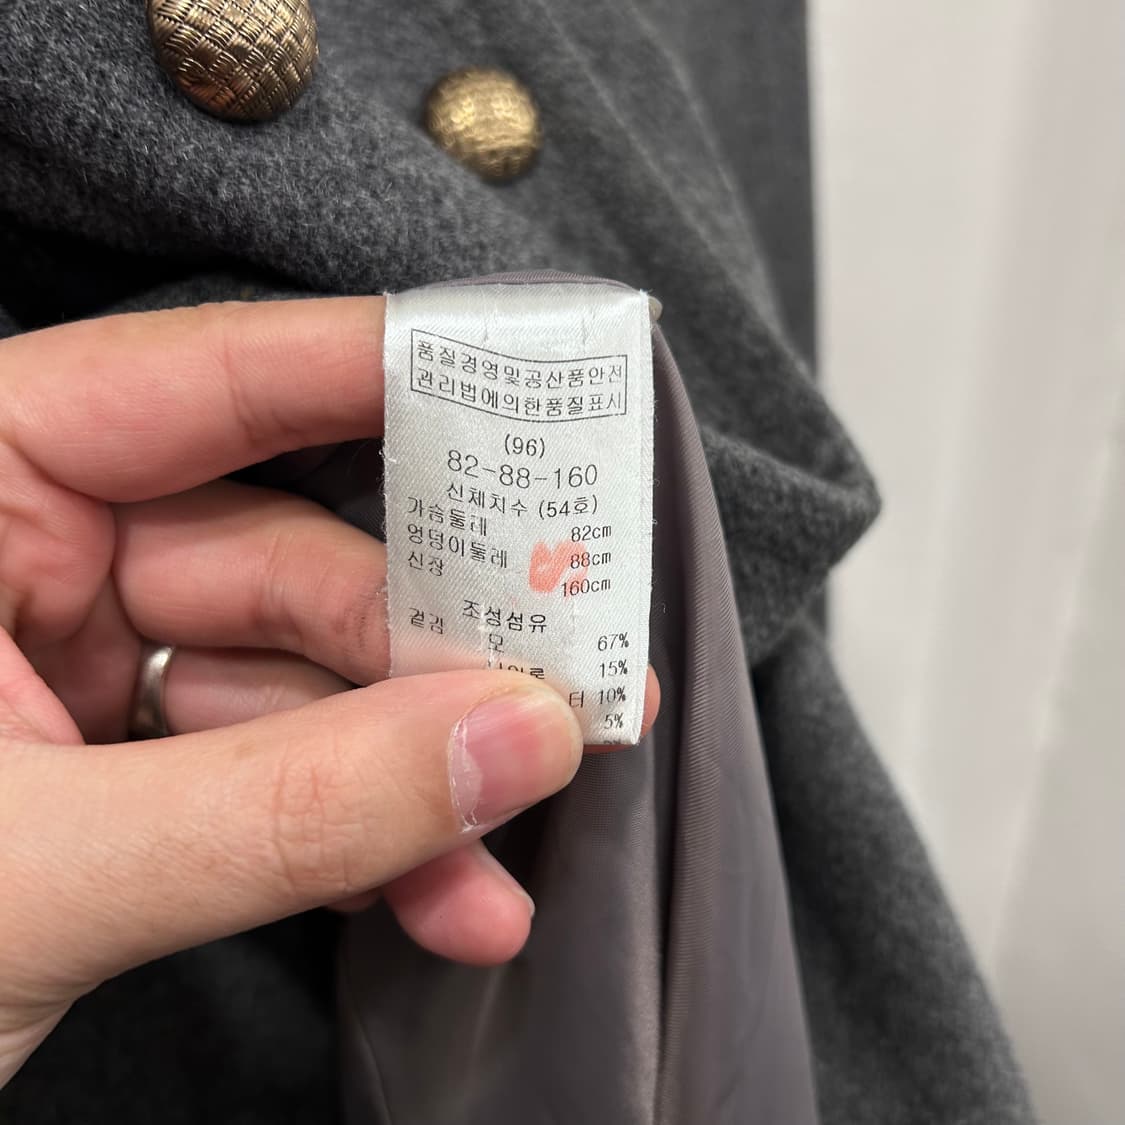 품질경영및공산품안전
관리법에의한품질표시
(96)
82-88-160
신체치수 (54호)
가슴둘레 82cm
엉덩이둘레 88cm
신장 160cm
조성섬유
겉감 모 67%
15%
터 10%
5%